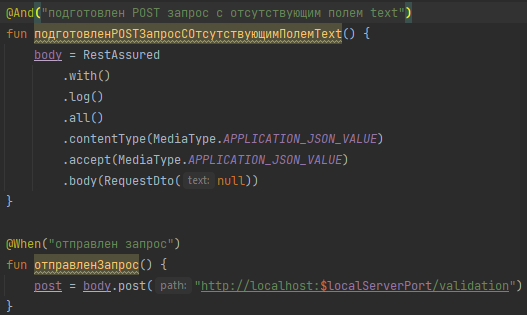 @And("подготовлен POST запрос с отсутствующим полем text")
fun подготовленPOSTЗапросСОтсутствующимПолемText() {
body = RestAssured
.with()
.log()
.all()
.contentType(MediaType.APPLICATION_JSON_VALUE)
.accept(MediaType.APPLICATION_JSON_VALUE)
.body(RequestDto( text: null))
}
@When("отправлен запрос")
fun отправленЗапрос() {
post = body.post( path: "http://localhost:$localServerPort/validation")
}